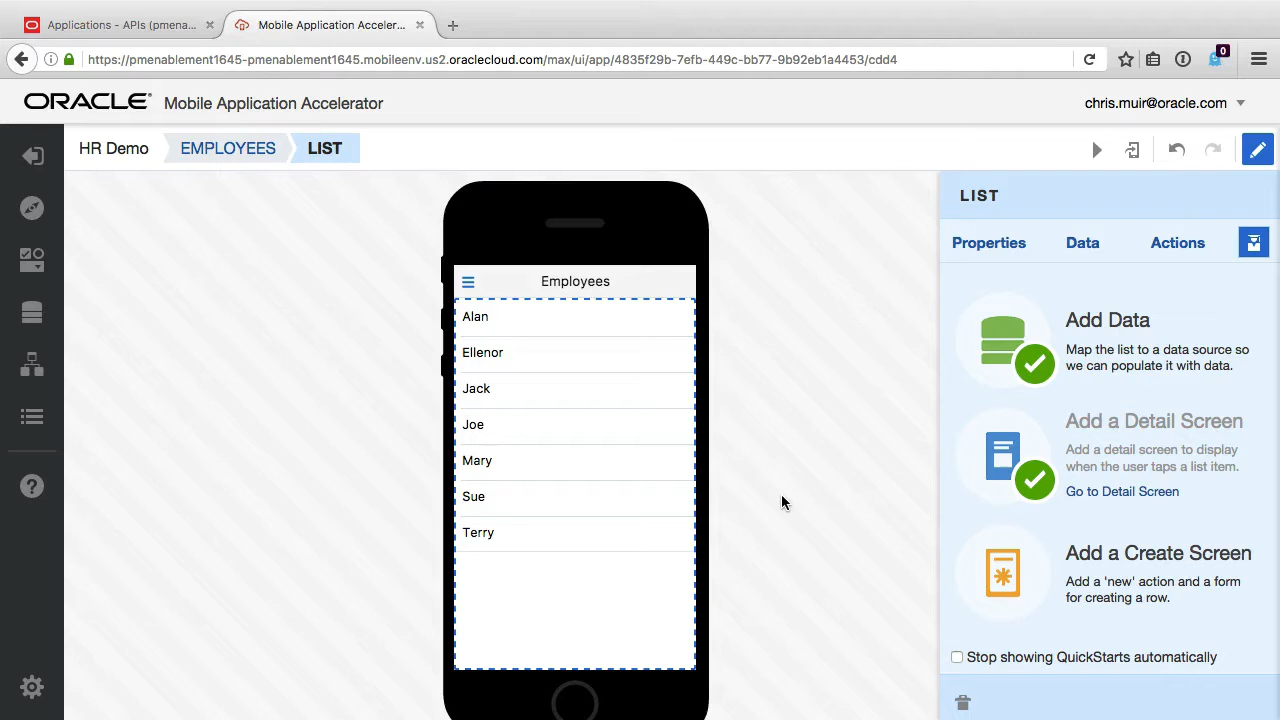 Applications - APIs (pmena...
Mobile Application Acceler...
https://pmenablement1645-pmenablement1645.mobileenv.us2.oraclecloud.com/max/ui/app/4835f29b-7efb-449c-bb77-9b92eb1a4453/cdd4
0
ORACLE® Mobile Application Accelerator
chris.muir@oracle.com
HR Demo
EMPLOYEES
LIST
LIST
Properties
Data
Actions
Employees
Alan
Ellenor
Jack
Joe
Mary
Sue
Terry
Add Data
Map the list to a data source so
we can populate it with data.
Add a Detail Screen
Add a detail screen to display
when the user taps a list item.
Go to Detail Screen
Add a Create Screen
Add a 'new' action and a form
for creating a row.
Stop showing QuickStarts automatically